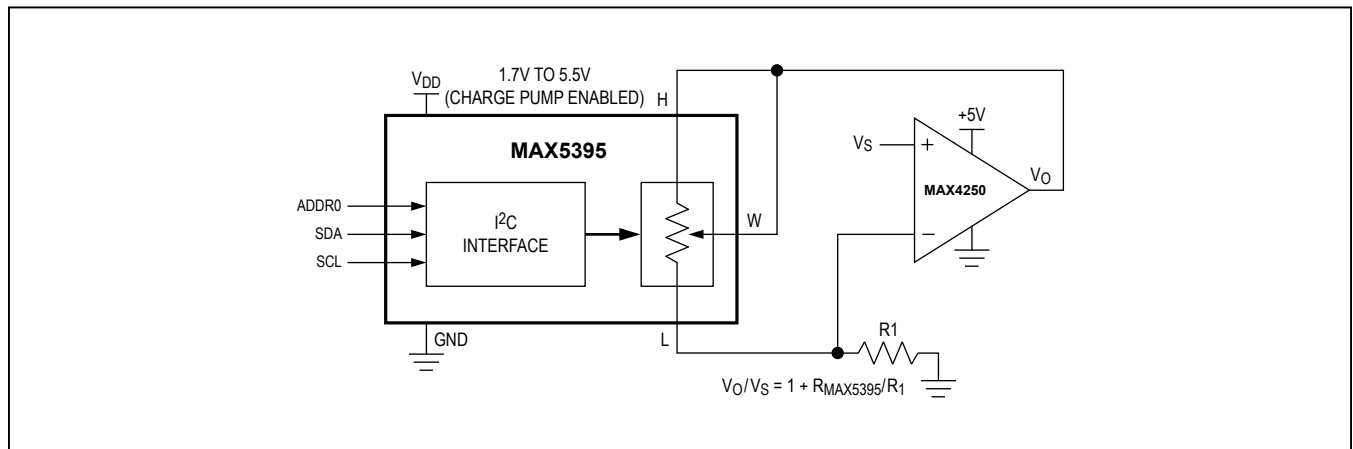 VDD
1.7V TO 5.5V
(CHARGE PUMP ENABLED)
H
MAX5395
+5V
VS
+
MAX4250
VO
ADDR0
SDA
SCL
I2C
INTERFACE
W
−
GND
L
R1
VO/VS = 1 + RMAX5395/R1